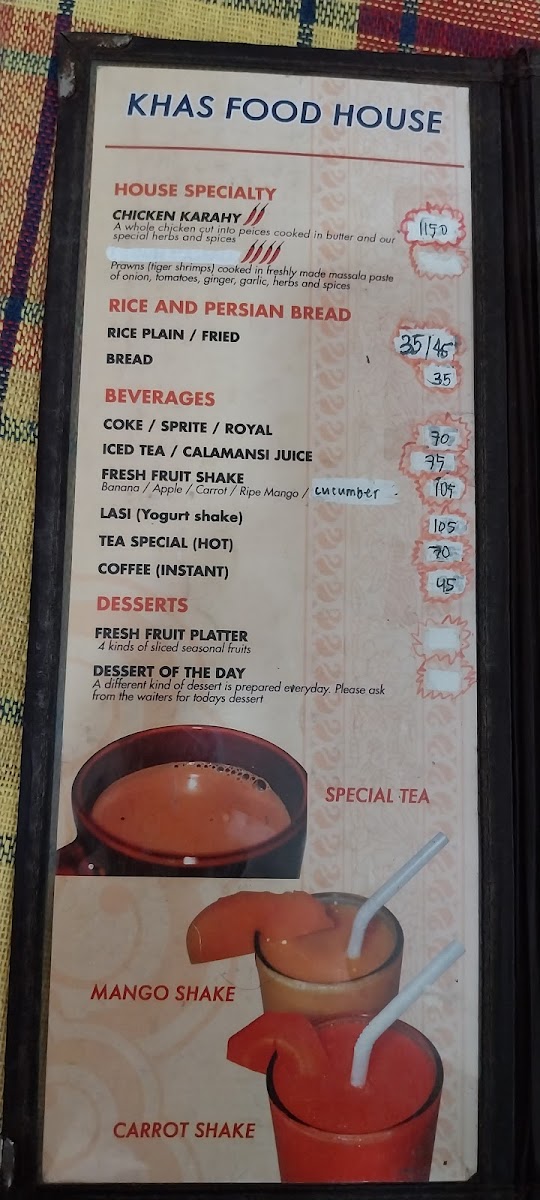 KHAS FOOD HOUSE
HOUSE SPECIALTY
CHICKEN KARAHY 1150
A whole chicken cut into peices cooked in butter and our
special herbs and spices
Prawns (tiger shrimps) cooked in freshly made massala paste
of onion, tomatoes, ginger, garlic, herbs and spices
RICE AND PERSIAN BREAD
RICE PLAIN / FRIED 35/45
BREAD 35
BEVERAGES
COKE / SPRITE / ROYAL 70
ICED TEA / CALAMANSI JUICE 75
FRESH FRUIT SHAKE 105
Banana / Apple / Carrot / Ripe Mango / cucumber
LASI (Yogurt shake) 105
TEA SPECIAL (HOT) 70
COFFEE (INSTANT) 45
DESSERTS
FRESH FRUIT PLATTER
4 kinds of sliced seasonal fruits
DESSERT OF THE DAY
A different kind of dessert is prepared everyday. Please ask
from the waiters for todays dessert
SPECIAL TEA
MANGO SHAKE
CARROT SHAKE